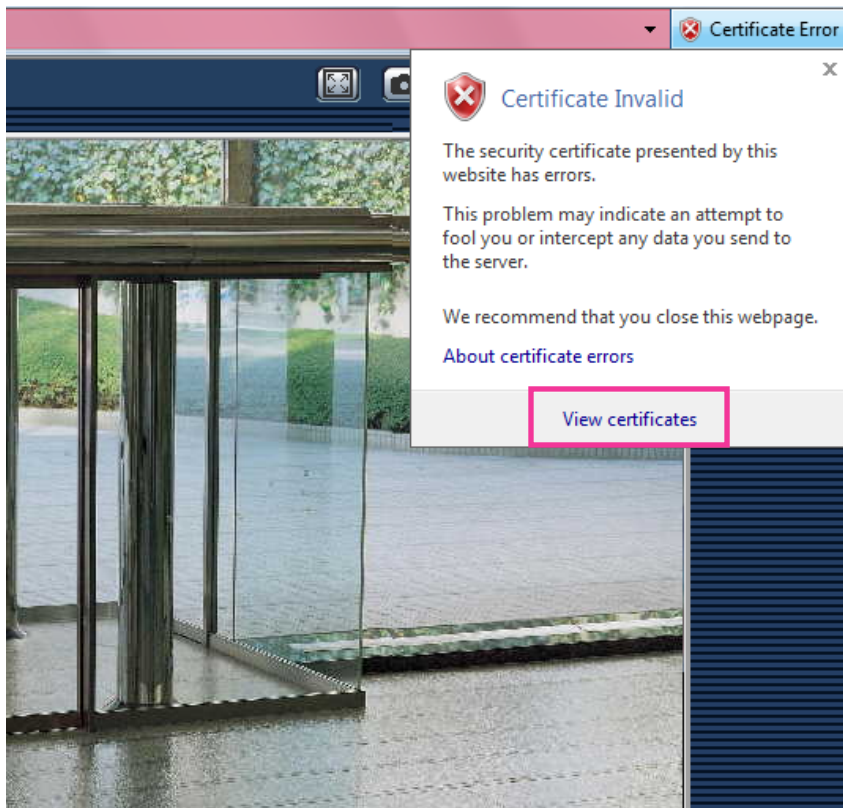 Certificate Error
x
Certificate Invalid
The security certificate presented by this
website has errors.
This problem may indicate an attempt to
fool you or intercept any data you send to
the server.
We recommend that you close this webpage.
About certificate errors
View certificates